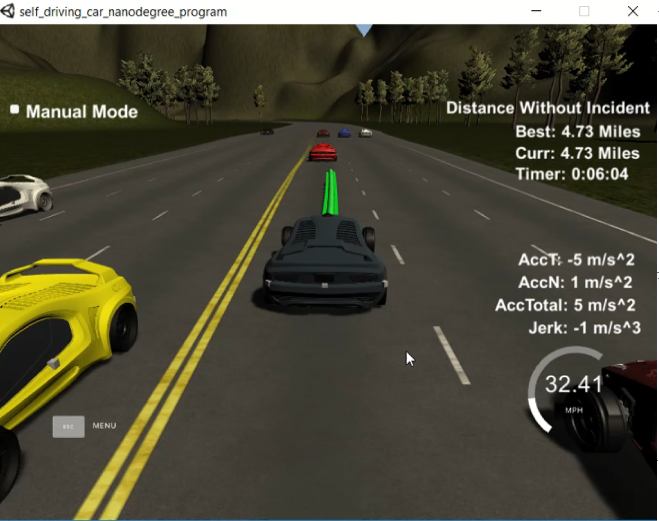 self_driving_car_nanodegree_program
Manual Mode
Distance Without Incident
Best: 4.73 Miles
Curr: 4.73 Miles
Timer: 0:06:04
AccT: -5 m/s^2
AccN: 1 m/s^2
AccTotal: 5 m/s^2
Jerk: -1 m/s^3
32.41
MPH
ESC MENU